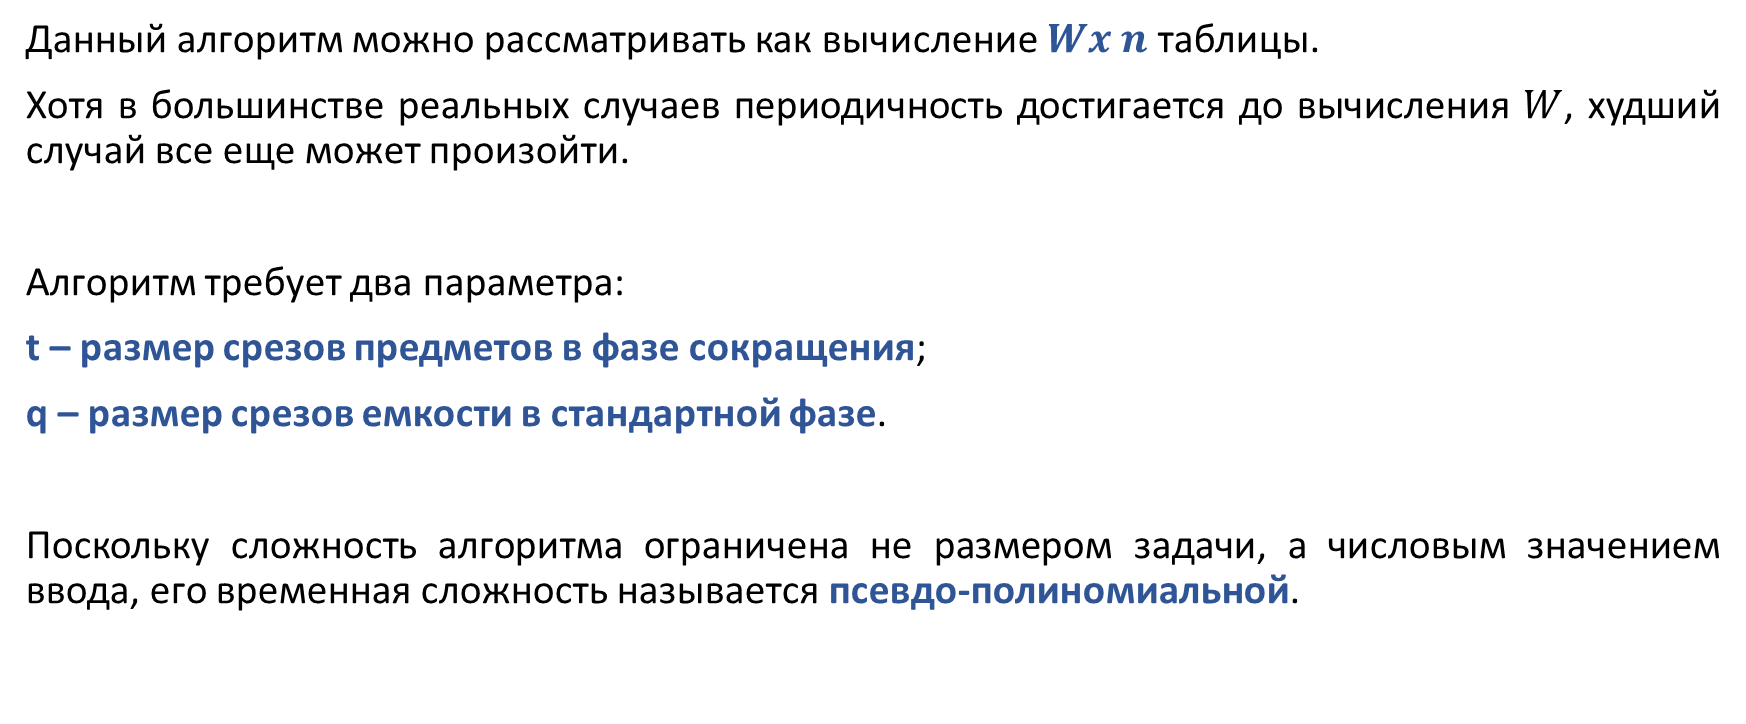 Данный алгоритм можно рассматривать как вычисление W x n таблицы.
Хотя в большинстве реальных случаев периодичность достигается до вычисления W, худший
случай все еще может произойти.
Алгоритм требует два параметра:
t – размер срезов предметов в фазе сокращения;
q – размер срезов емкости в стандартной фазе.
Поскольку сложность алгоритма ограничена не размером задачи, а числовым значением
ввода, его временная сложность называется псевдо-полиномиальной.